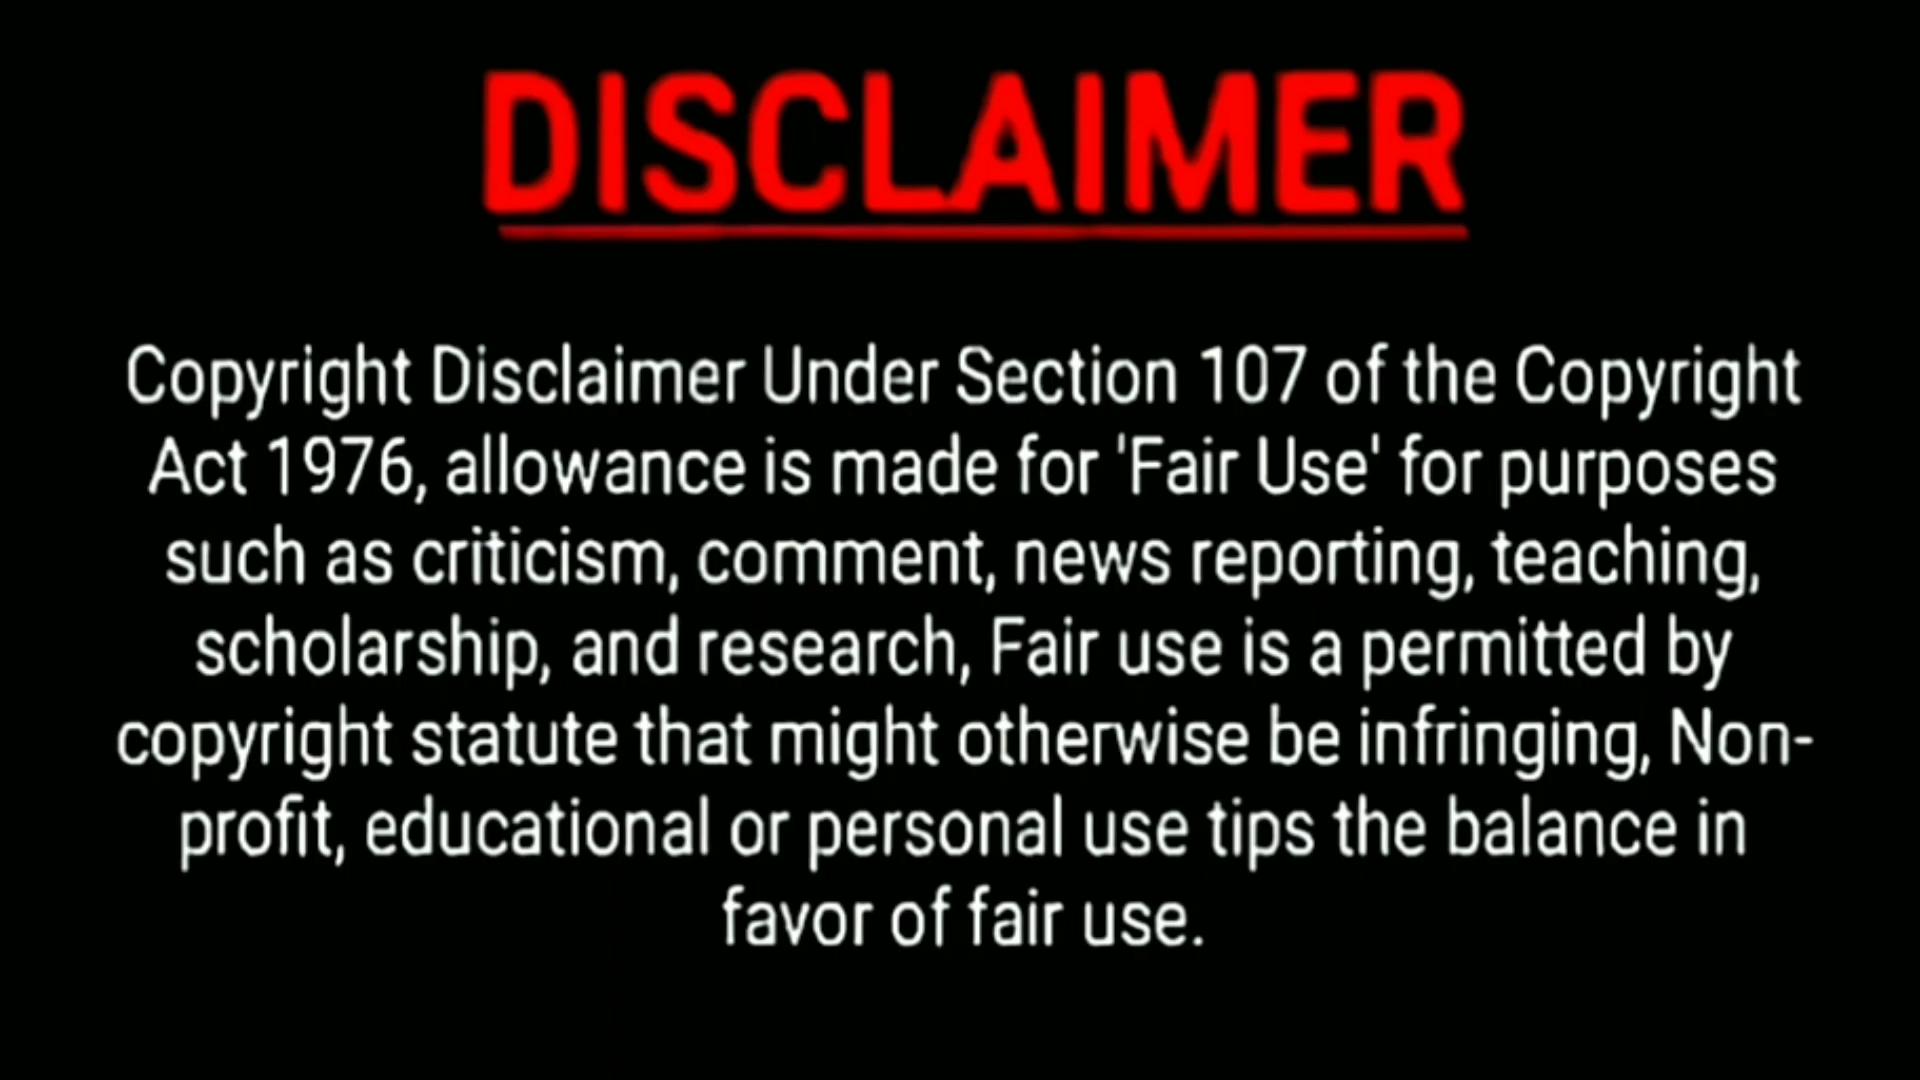 DISCLAIMER
Copyright Disclaimer Under Section 107 of the Copyright
Act 1976, allowance is made for 'Fair Use' for purposes
such as criticism, comment, news reporting, teaching,
scholarship, and research, Fair use is a permitted by
copyright statute that might otherwise be infringing, Non-
profit, educational or personal use tips the balance in
favor of fair use.